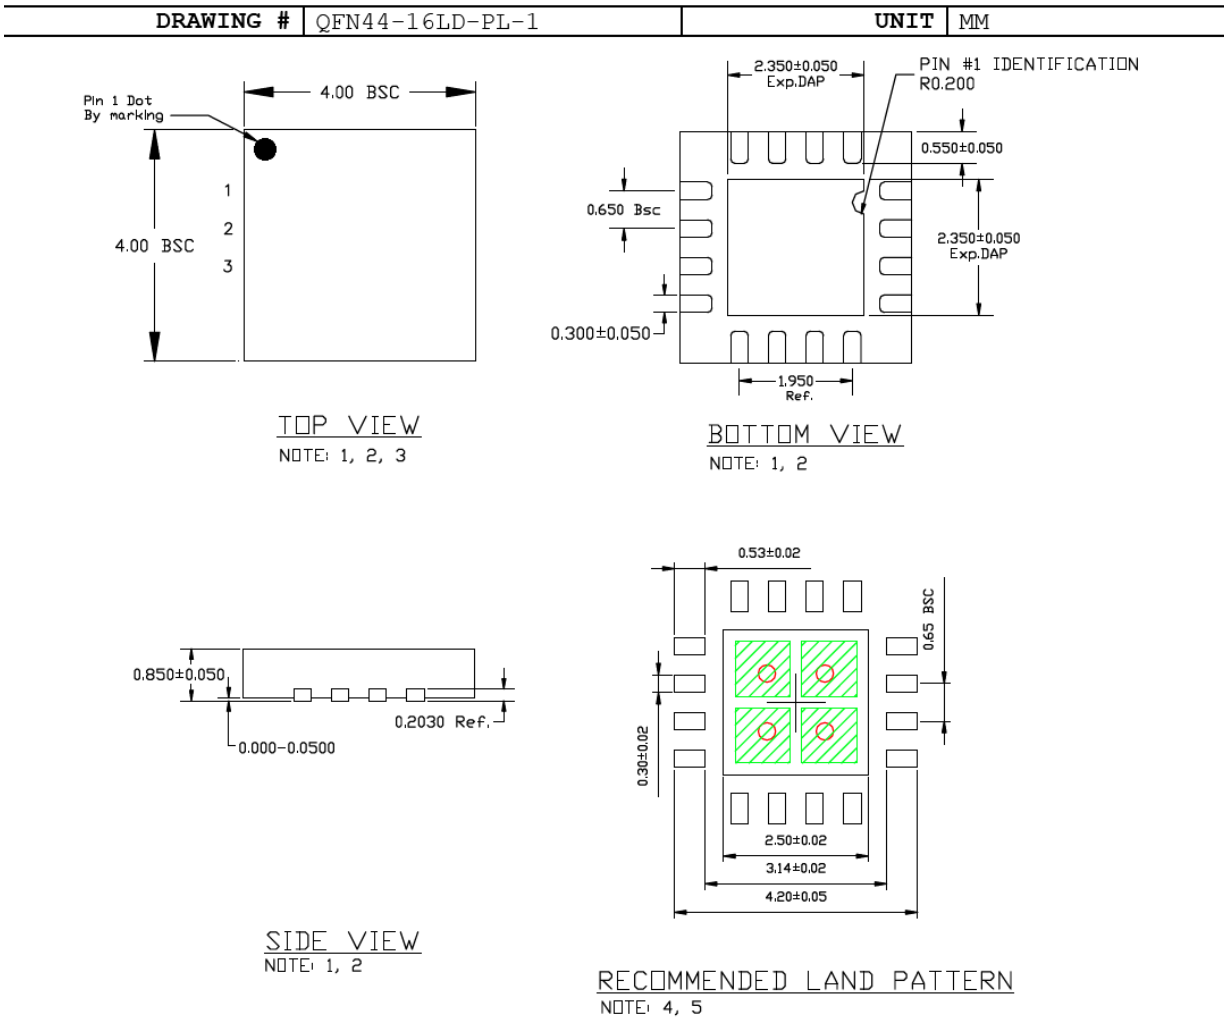 DRAWING # QFN44-16LD-PL-1 UNIT MM
Pin 1 Dot
By marking
4.00 BSC
4.00 BSC
1
2
3
TOP VIEW
NOTE: 1, 2, 3
2.350±0.050
Exp.DAP
PIN #1 IDENTIFICATION
R0.200
0.550±0.050
0.650 Bsc
2.350±0.050
Exp.DAP
0.300±0.050
1.950
Ref.
BOTTOM VIEW
NOTE: 1, 2
0.850±0.050
0.2030 Ref.
0.000-0.0500
SIDE VIEW
NOTE: 1, 2
0.53±0.02
0.65 BSC
0.30±0.02
2.50±0.02
3.14±0.02
4.20±0.05
RECOMMENDED LAND PATTERN
NOTE: 4, 5